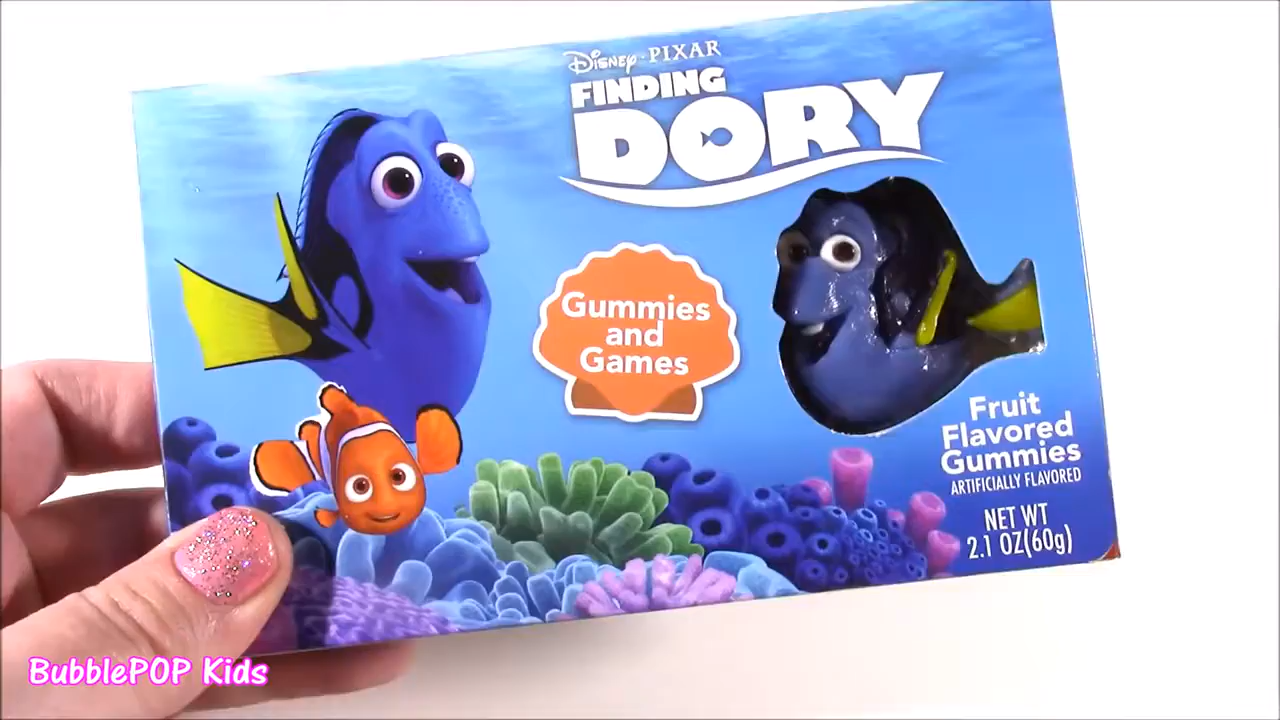 Disney · PIXAR
FINDING
DORY
Gummies
and
Games
Fruit
Flavored
Gummies
ARTIFICIALLY FLAVORED
NET WT
2.1 OZ(60g)
BubblePOP Kids